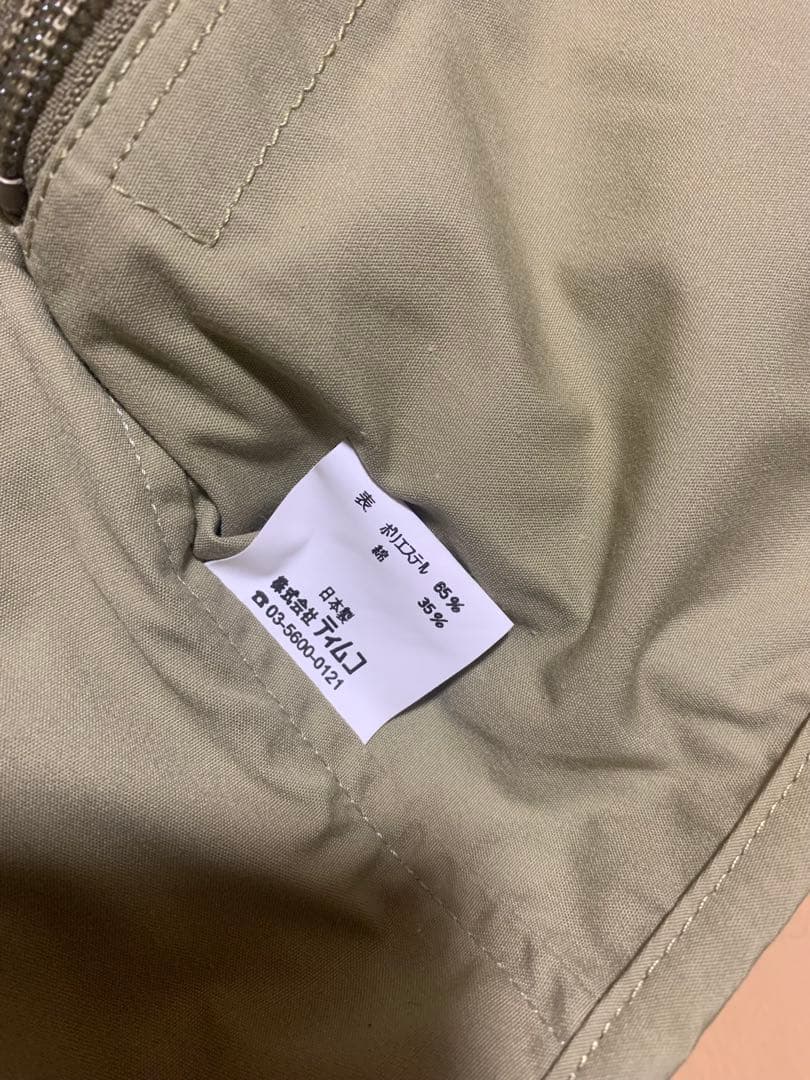 表 ポリエステル 65%
綿 35%
日本製
株式会社 ティムコ
☎03-5600-0121